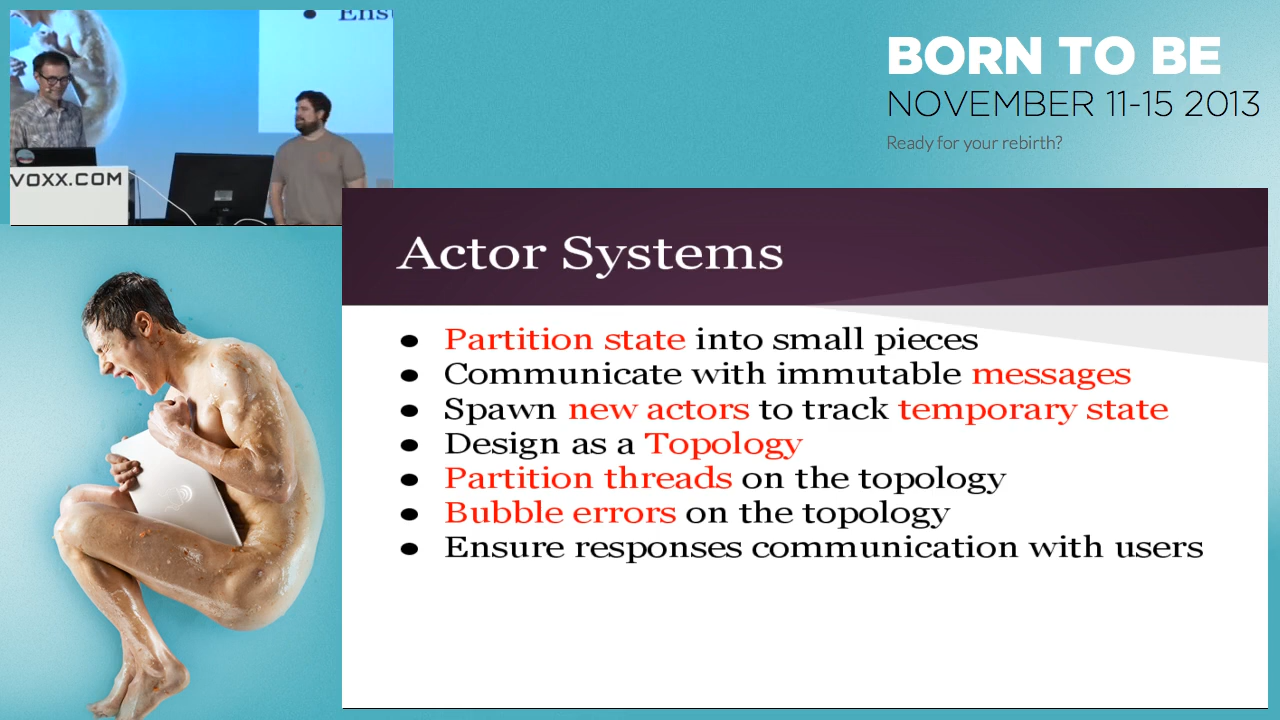 Ens
VOXX.COM
BORN TO BE
NOVEMBER 11-15 2013
Ready for your rebirth?
Actor Systems
● Partition state into small pieces
● Communicate with immutable messages
● Spawn new actors to track temporary state
● Design as a Topology
● Partition threads on the topology
● Bubble errors on the topology
● Ensure responses communication with users